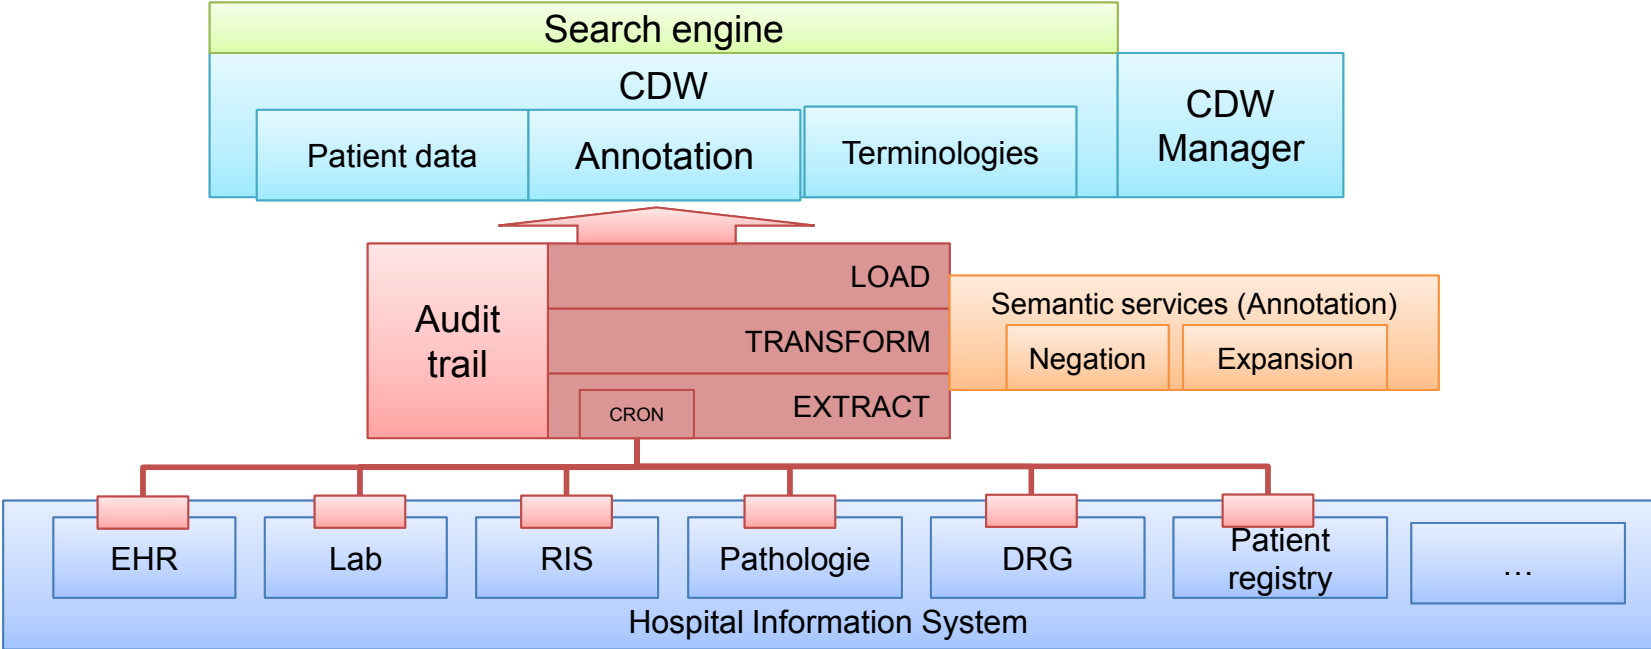 Search engine
CDW
Patient data
Annotation
Terminologies
CDW
Manager
Audit
trail
LOAD
TRANSFORM
EXTRACT
CRON
Semantic services (Annotation)
Negation
Expansion
EHR
Lab
RIS
Pathologie
DRG
Patient
registry
...
Hospital Information System